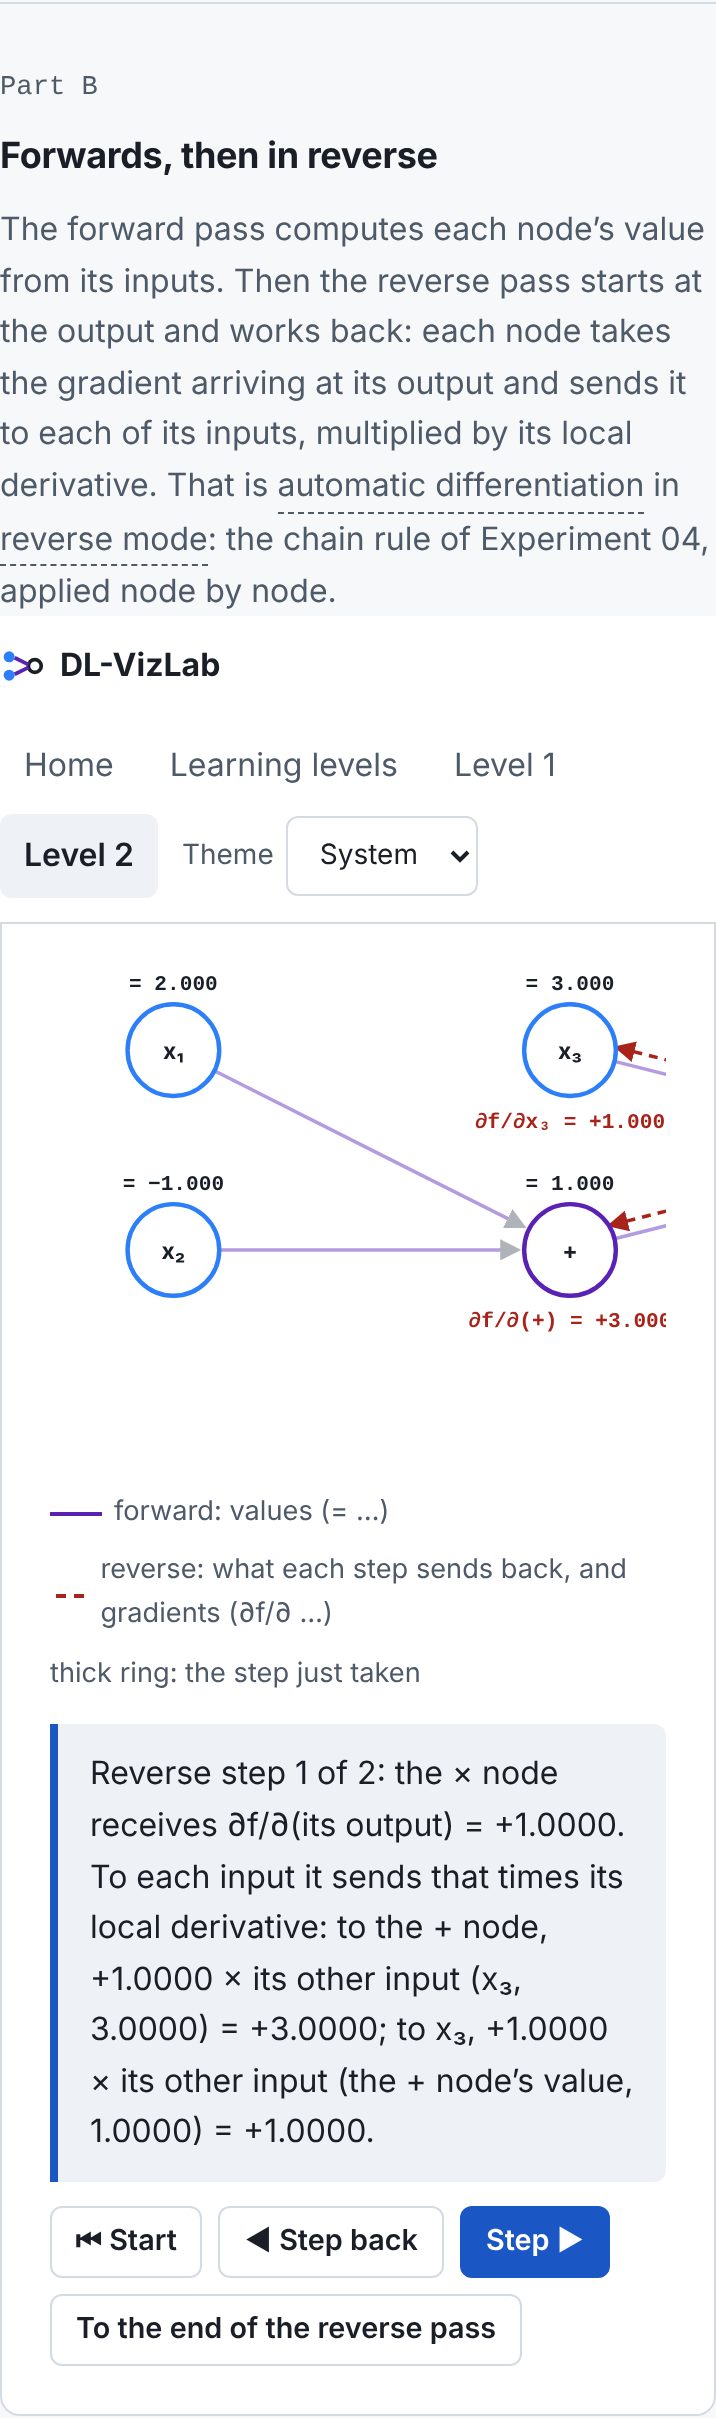 Part B
Forwards, then in reverse
The forward pass computes each node’s value
from its inputs. Then the reverse pass starts at
the output and works back: each node takes
the gradient arriving at its output and sends it
to each of its inputs, multiplied by its local
derivative. That is automatic differentiation in
reverse mode: the chain rule of Experiment 04,
applied node by node.
DL-VizLab
Home Learning levels Level 1
Level 2 Theme System
= 2.000 = 3.000
x₁ x₃
∂f/∂x₃ = +1.000
= −1.000 = 1.000
x₂ +
∂f/∂(+) = +3.000
forward: values (= …)
reverse: what each step sends back, and
gradients (∂f/∂ …)
thick ring: the step just taken
Reverse step 1 of 2: the × node
receives ∂f/∂(its output) = +1.0000.
To each input it sends that times its
local derivative: to the + node,
+1.0000 × its other input (x₃,
3.0000) = +3.0000; to x₃, +1.0000
× its other input (the + node’s value,
1.0000) = +1.0000.
⏮ Start ◀ Step back Step ▶
To the end of the reverse pass